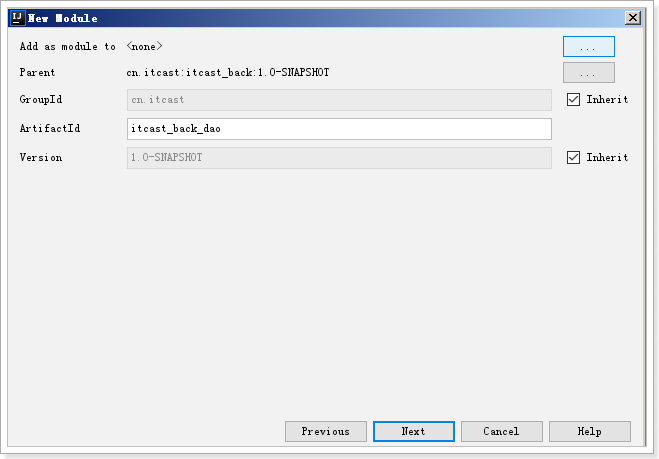 IJ New Module
Add as module to <none> ...
Parent cn.itcast:itcast_back:1.0-SNAPSHOT ...
GroupId cn.itcast Inherit
ArtifactId itcast_back_dao
Version 1.0-SNAPSHOT Inherit
Previous Next Cancel Help